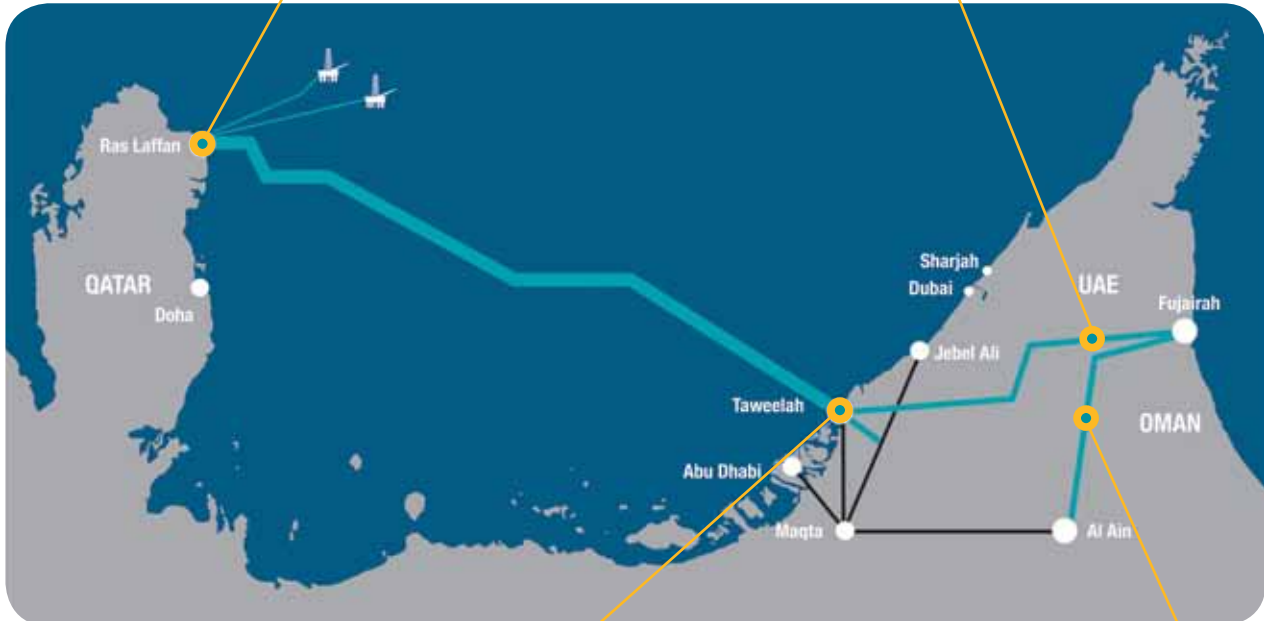 Ras Laffan
QATAR
Doha
Sharjah
Dubai
UAE
Fujairah
Jebel Ali
Taweelah
OMAN
Abu Dhabi
Maqta
Al Ain